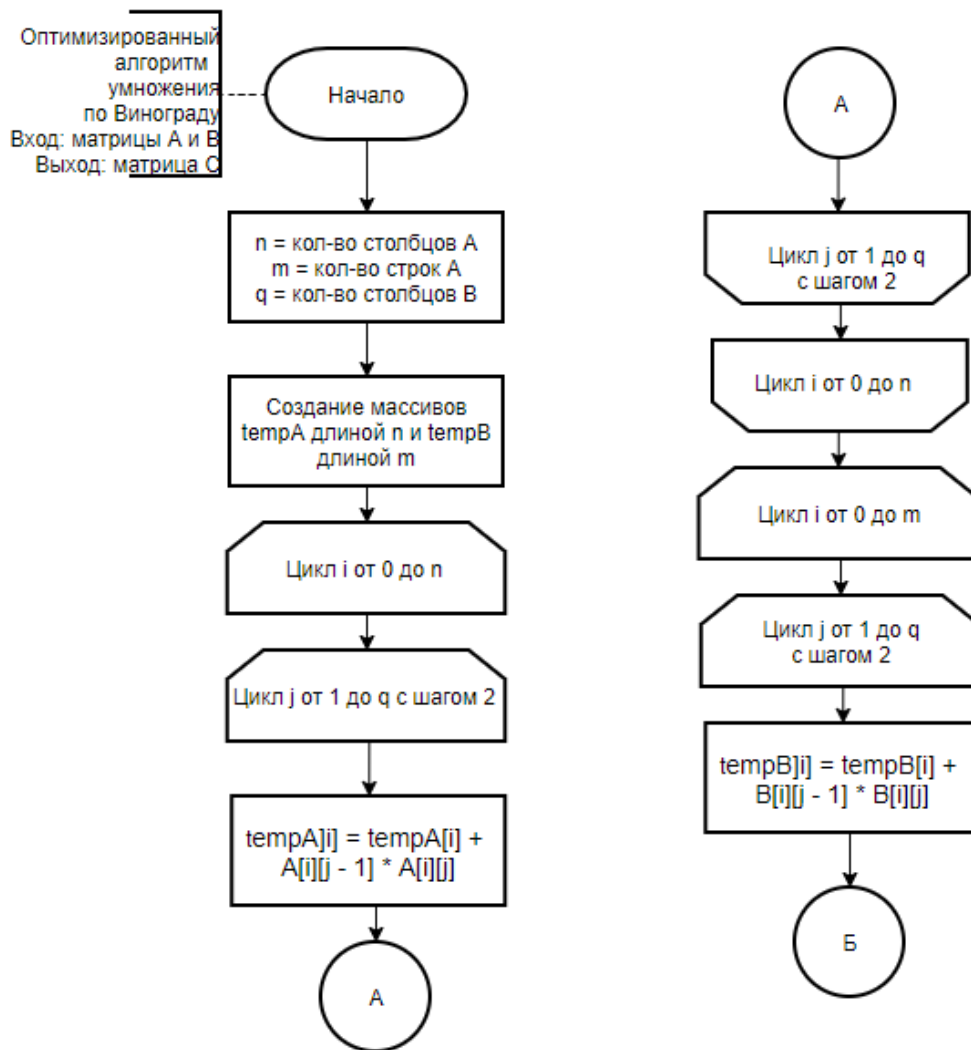 Оптимизированный
алгоритм
умножения
по Винограду
Вход: матрицы А и В
Выход: матрица С
Начало
n = кол-во столбцов А
m = кол-во строк А
q = кол-во столбцов В
Создание массивов
tempA длиной n и tempB
длиной m
Цикл i от 0 до n
Цикл j от 1 до q с шагом 2
tempA]i] = tempA[i] +
A[i][j - 1] * A[i][j]
А
А
Цикл j от 1 до q
с шагом 2
Цикл i от 0 до n
Цикл i от 0 до m
Цикл j от 1 до q
с шагом 2
tempB]i] = tempB[i] +
B[i][j - 1] * B[i][j]
Б